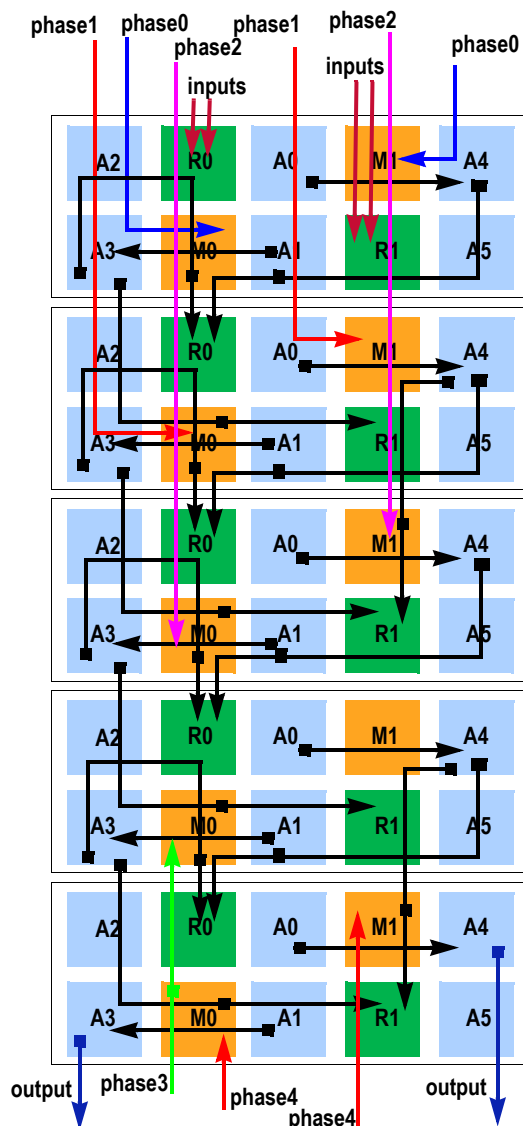 phase1 phase0 phase2 phase1 phase2 phase0
inputs inputs
A2 R0 A0 M1 A4
A3 M0 A1 R1 A5
A2 R0 A0 M1 A4
A3 M0 A1 R1 A5
A2 R0 A0 M1 A4
A3 M0 A1 R1 A5
A2 R0 A0 M1 A4
A3 M0 A1 R1 A5
A2 R0 A0 M1 A4
A3 M0 A1 R1 A5
output phase3 phase4 phase4 output